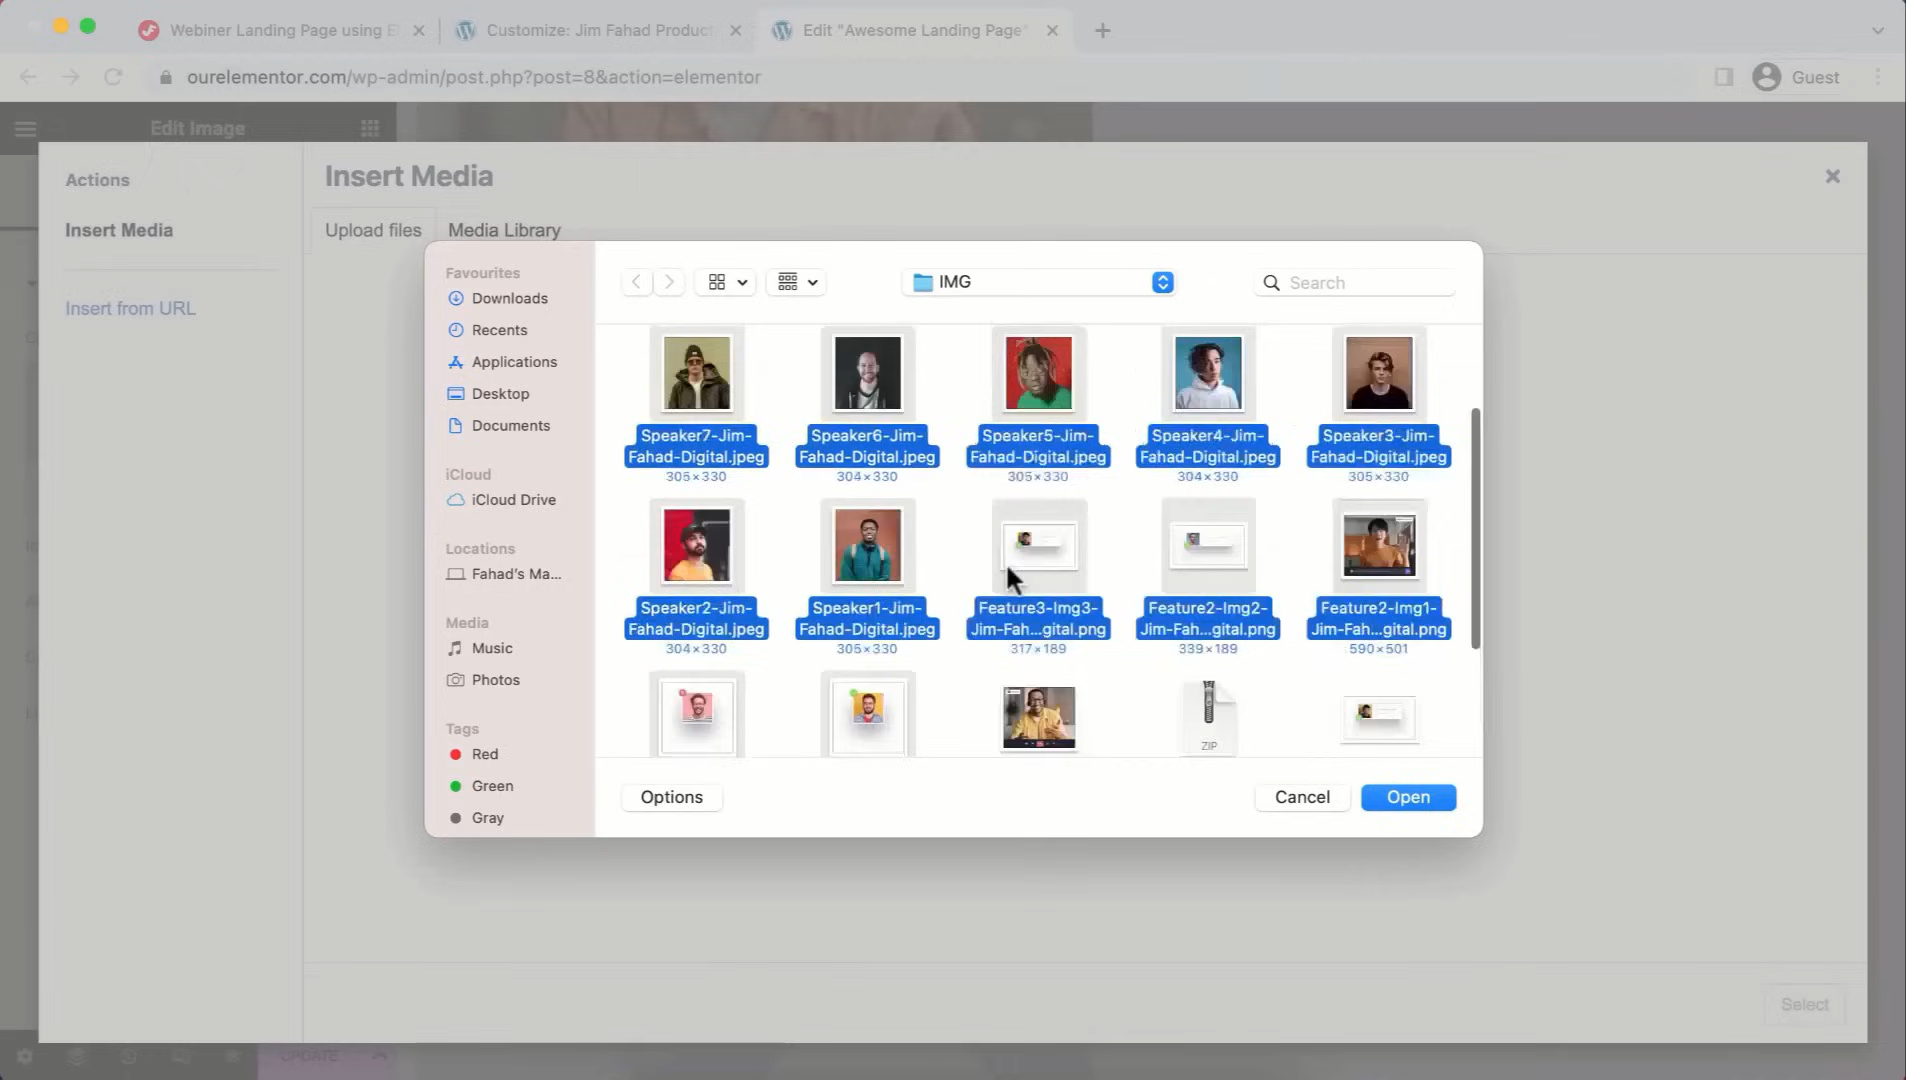 Webiner Landing Page using E
Customize: Jim Fahad Product
Edit "Awesome Landing Page"
ourelementor.com/wp-admin/post.php?post=8&action=elementor
Guest
Edit Image
Actions
Insert Media
Insert from URL
Insert Media
Upload files
Media Library
Favourites
Downloads
Recents
Applications
Desktop
Documents
iCloud
iCloud Drive
Locations
Fahad's Ma...
Media
Music
Photos
Tags
Red
Green
Gray
IMG
Search
Speaker7-Jim-
Fahad-Digital.jpeg
305×330
Speaker6-Jim-
Fahad-Digital.jpeg
304×330
Speaker5-Jim-
Fahad-Digital.jpeg
305×330
Speaker4-Jim-
Fahad-Digital.jpeg
304×330
Speaker3-Jim-
Fahad-Digital.jpeg
305×330
Speaker2-Jim-
Fahad-Digital.jpeg
304×330
Speaker1-Jim-
Fahad-Digital.jpeg
305×330
Feature3-Img3-
Jim-Fah...gital.png
317×189
Feature2-Img2-
Jim-Fah...gital.png
339×189
Feature2-Img1-
Jim-Fah...gital.png
590×501
ZIP
Options
Cancel
Open
Select
UPDATE